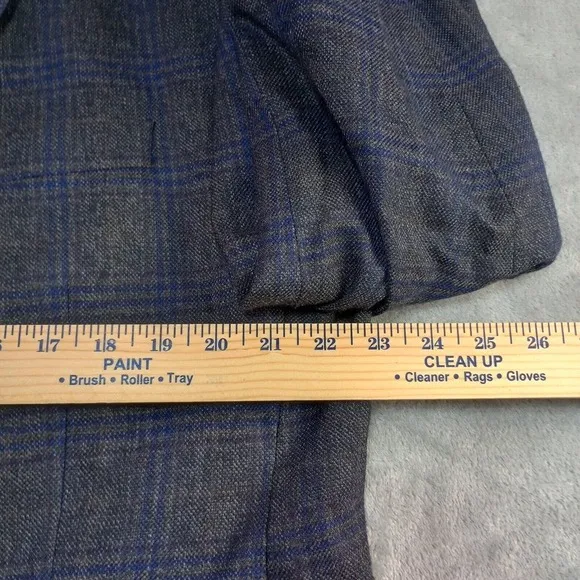 16 17 18 19 20 21 22 23 24 25 26
PAINT CLEAN UP
• Brush • Roller • Tray • Cleaner • Rags • Gloves